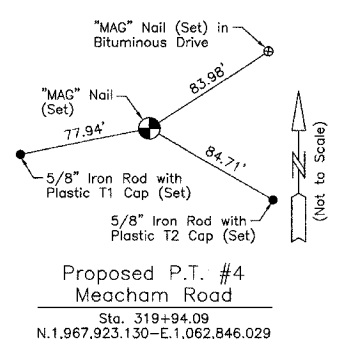 "MAG" Nail (Set) in
Bituminous Drive
83.98'
"MAG" Nail
(Set)
77.94'
84.71'
5/8" Iron Rod with
Plastic T1 Cap (Set)
5/8" Iron Rod with
Plastic T2 Cap (Set)
N
(Not to Scale)
Proposed P.T. #4
Meacham Road
Sta. 319+94.09
N.1,967,923.130-E.1,062,846.029